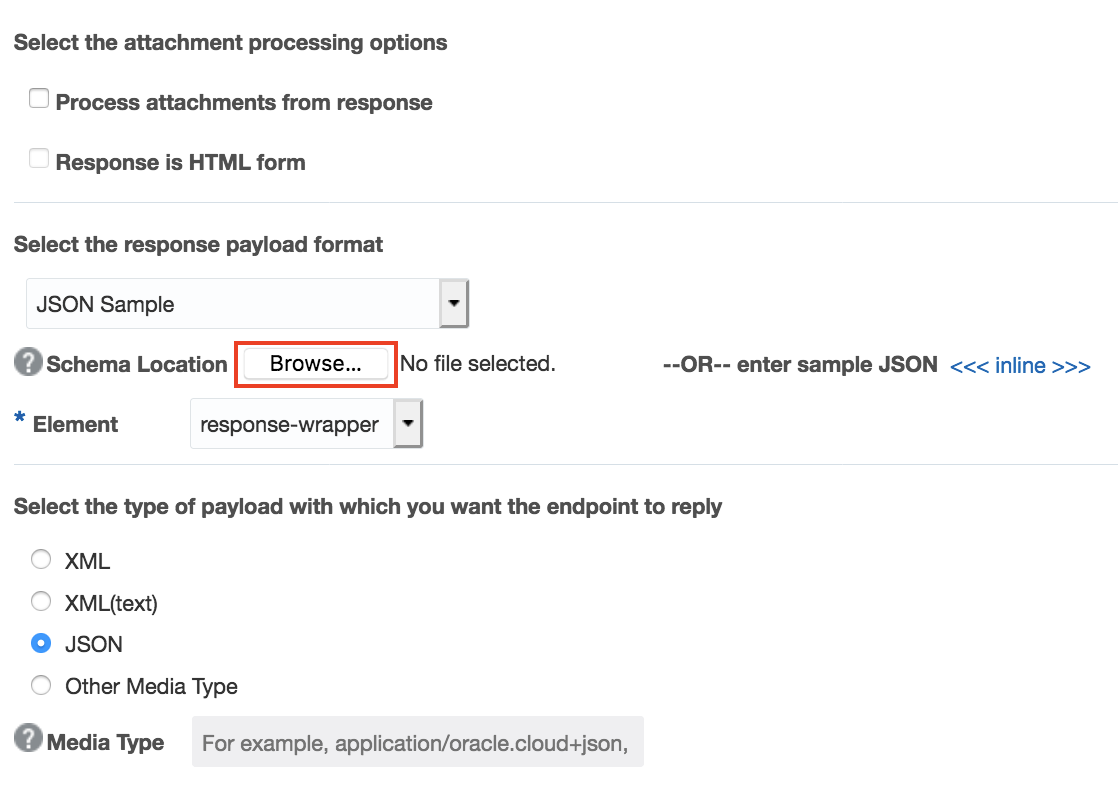 Select the attachment processing options
Process attachments from response
Response is HTML form
Select the response payload format
JSON Sample
? Schema Location Browse... No file selected. --OR-- enter sample JSON <<< inline >>>
* Element response-wrapper
Select the type of payload with which you want the endpoint to reply
XML
XML(text)
JSON
Other Media Type
? Media Type For example, application/oracle.cloud+json,